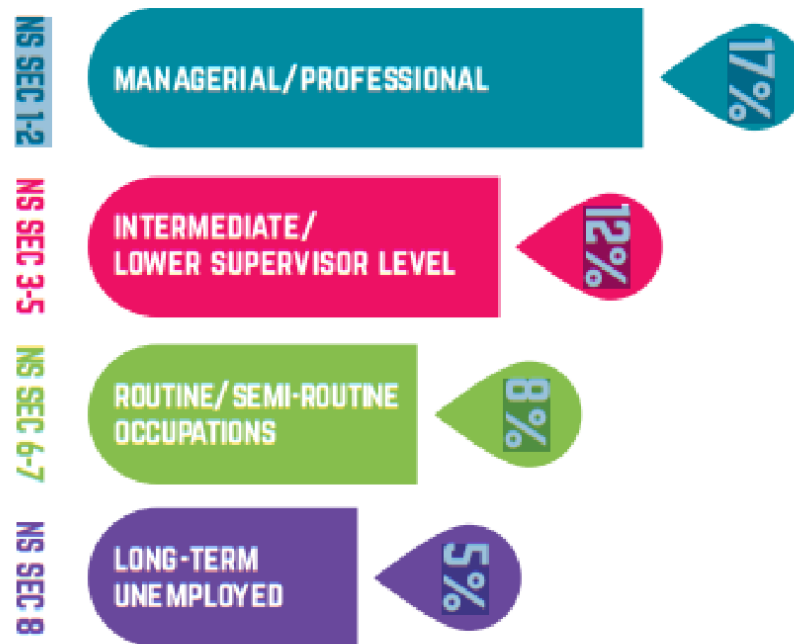 NS SEC 1-2
MANAGERIAL/PROFESSIONAL
17%
NS SEC 3-5
INTERMEDIATE/
LOWER SUPERVISOR LEVEL
12%
NS SEC 6-7
ROUTINE/SEMI-ROUTINE
OCCUPATIONS
8%
NS SEC 8
LONG-TERM
UNEMPLOYED
5%